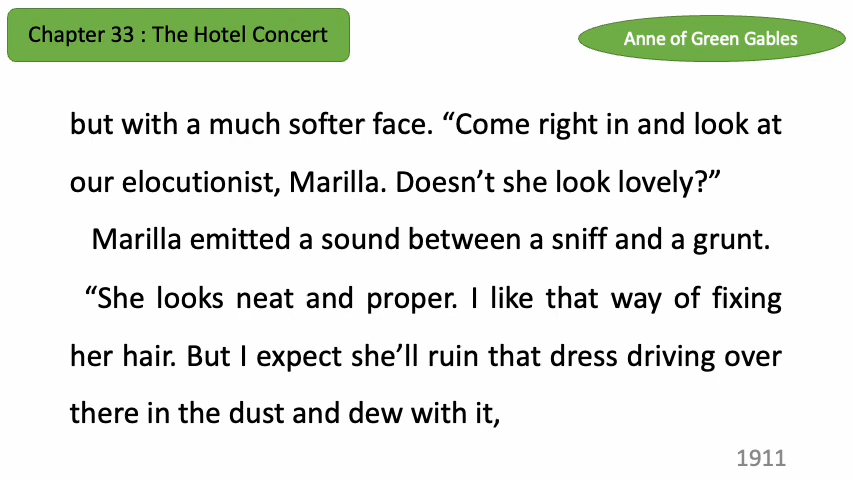 Chapter 33 : The Hotel Concert
Anne of Green Gables
but with a much softer face. “Come right in and look at
our elocutionist, Marilla. Doesn’t she look lovely?”
Marilla emitted a sound between a sniff and a grunt.
“She looks neat and proper. I like that way of fixing
her hair. But I expect she’ll ruin that dress driving over
there in the dust and dew with it,
1911